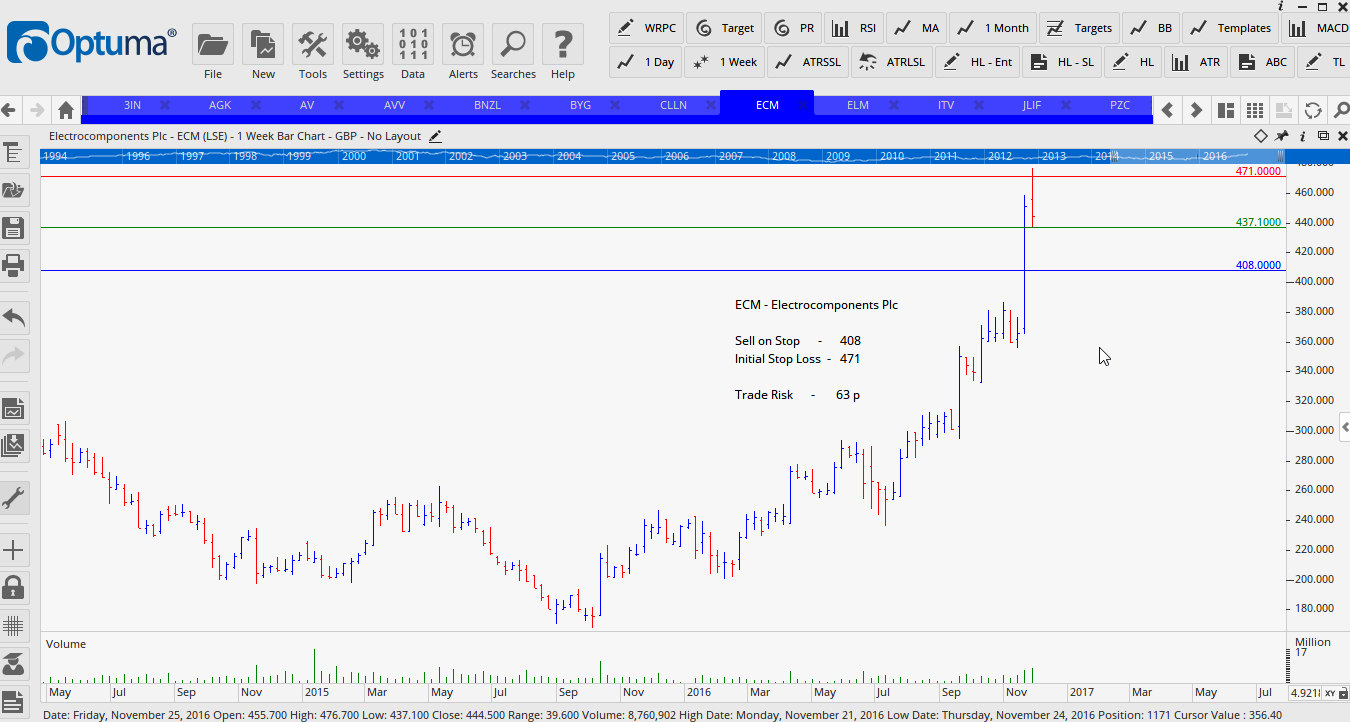 i
Optuma®
File
New
Tools
Settings
101
010
111
Data
Alerts
Searches
?
Help
WRPC
Target
PR
RSI
MA
1 Month
Targets
BB
Templates
MACD
1 Day
1 Week
ATRSSL
ATRLSL
HL - Ent
HL - SL
HL
ATR
ABC
TL
3IN
AGK
AV
AVV
BNZL
BYG
CLLN
ECM
ELM
ITV
JLIF
PZC
Electrocomponents Plc - ECM (LSE) - 1 Week Bar Chart - GBP - No Layout
i
1994 1996 1997 1998 1999 2000 2001 2002 2003 2004 2005 2006 2007 2008 2009 2010 2011 2012 2013 2014 2015 2016
480.000
471.0000
460.000
437.1000
440.000
420.000
408.0000
400.000
380.000
360.000
340.000
320.000
300.000
280.000
260.000
240.000
220.000
200.000
180.000
ECM - Electrocomponents Plc
Sell on Stop - 408
Initial Stop Loss - 471
Trade Risk - 63 p
Volume
Million
17
May Jul Sep Nov 2015 Mar May Jul Sep Nov 2016 Mar May Jul Sep Nov 2017 Mar May Jul
4.9218 XY
Date: Friday, November 25, 2016 Open: 455.700 High: 476.700 Low: 437.100 Close: 444.500 Range: 39.600 Volume: 8,760,902 High Date: Monday, November 21, 2016 Low Date: Thursday, November 24, 2016 Position: 1171 Cursor Value : 356.40